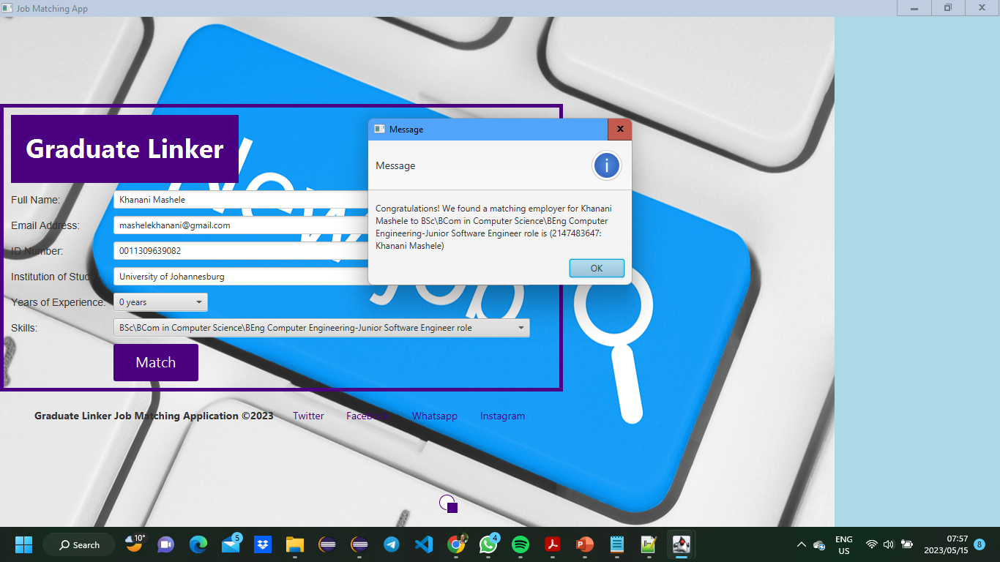 Job Matching App
Graduate Linker
Full Name:
Khanani Mashele
Email Address:
mashelekhanani@gmail.com
ID Number:
0011309639082
Institution of Stud
University of Johannesburg
Years of Experience:
0 years
Skills:
BSc\BCom in Computer Science\BEng Computer Engineering-Junior Software Engineer role
Match
New
Job
Message
Message
Congratulations! We found a matching employer for Khanani
Mashele to BSc\BCom in Computer Science\BEng Computer
Engineering-Junior Software Engineer role is (2147483647:
Khanani Mashele)
OK
Graduate Linker Job Matching Application ©2023
Twitter
Facebook
Whatsapp
Instagram
10°
Search
5
4
ENG
US
07:57
2023/05/15
8